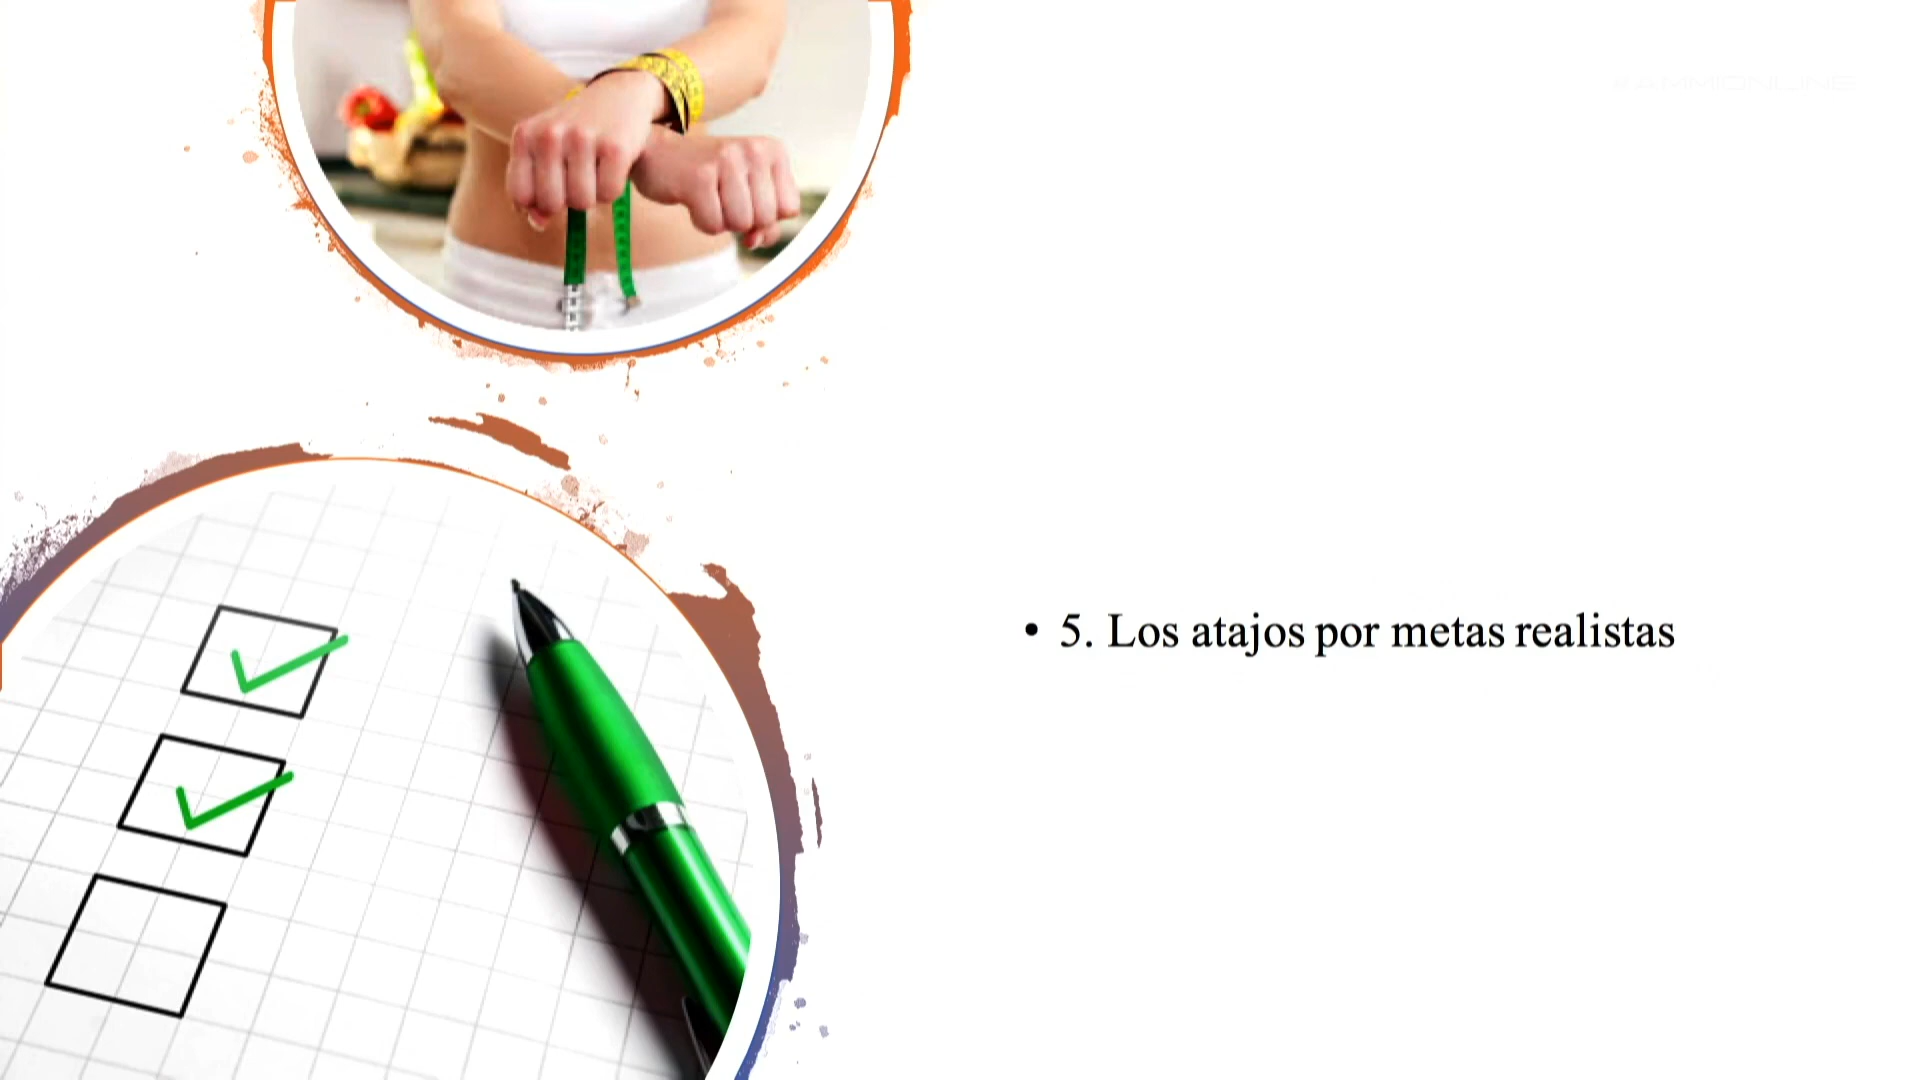 • 5. Los atajos por metas realistas